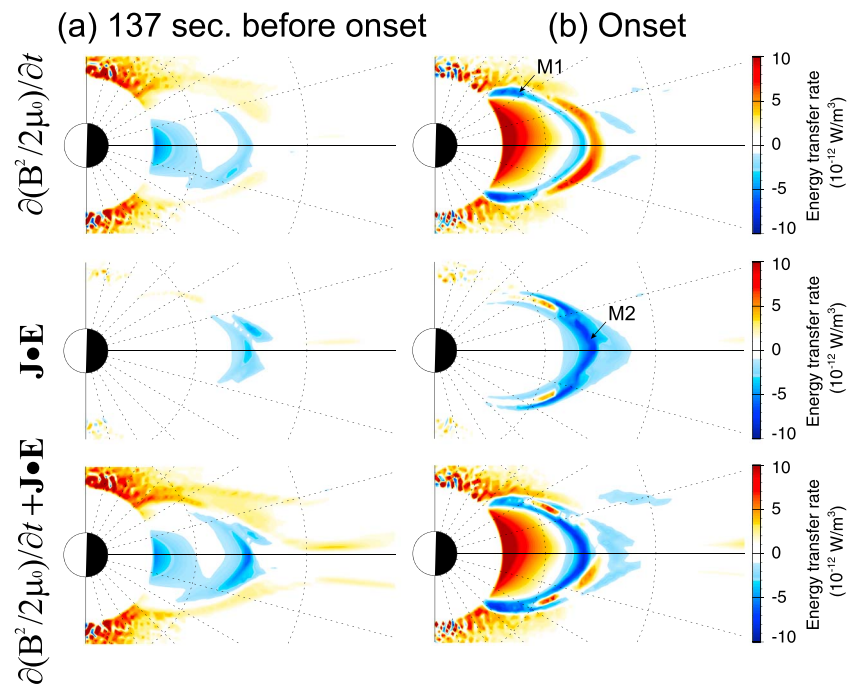 (a) 137 sec. before onset
(b) Onset
∂(B²/2μ₀)/∂t
M1
10
5
0
-5
-10
Energy transfer rate
(10⁻¹² W/m³)
J•E
M2
10
5
0
-5
-10
Energy transfer rate
(10⁻¹² W/m³)
∂(B²/2μ₀)/∂t +J•E
10
5
0
-5
-10
Energy transfer rate
(10⁻¹² W/m³)